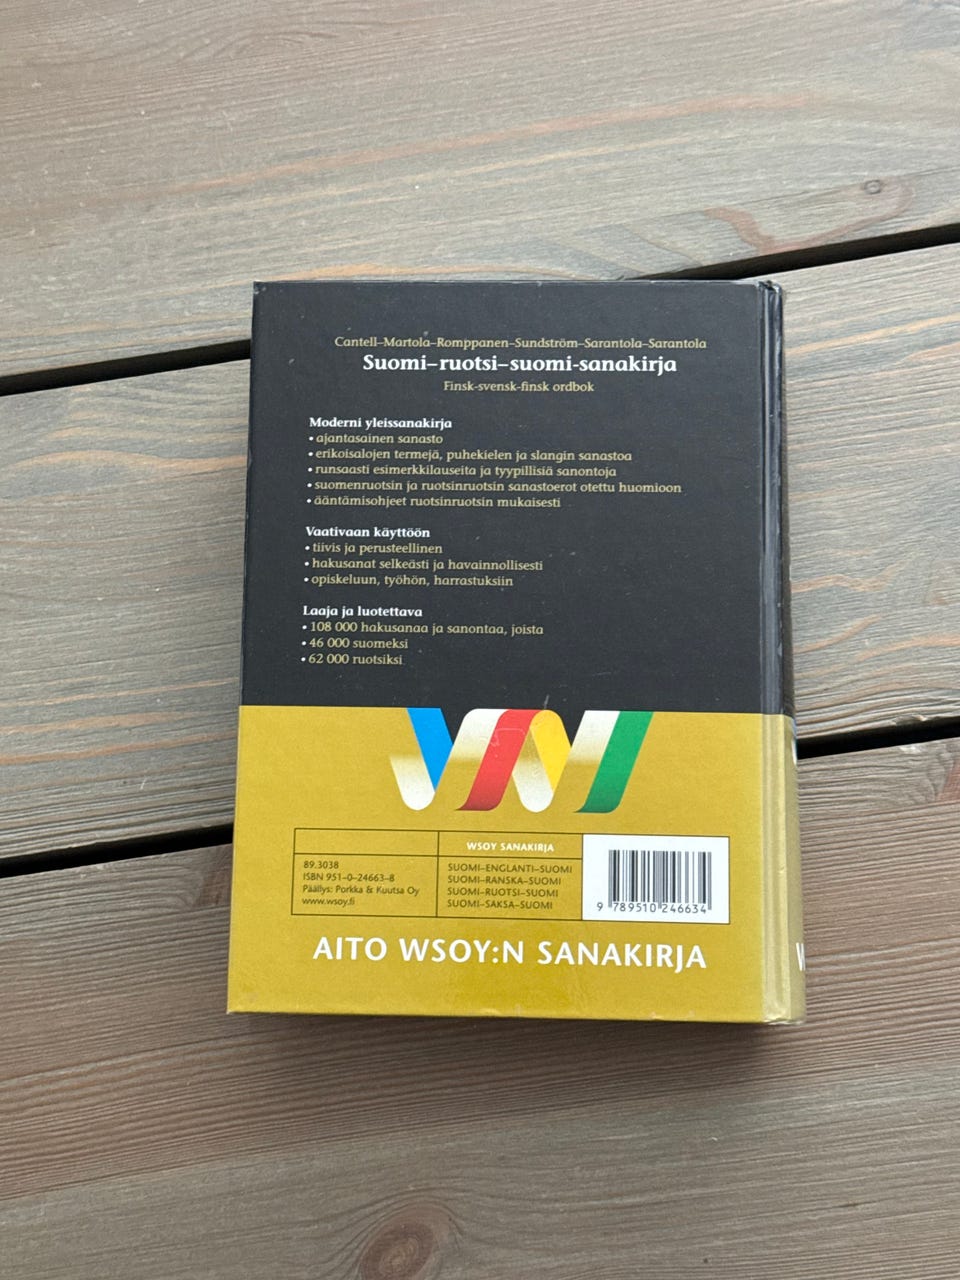 Cantell–Martola–Romppanen–Sundström–Sarantola–Sarantola
Suomi–ruotsi–suomi-sanakirja
Finsk-svensk-finsk ordbok
Moderni yleissanakirja
• ajantasainen sanasto
• erikoisalojen termejä, puhekielen ja slangin sanastoa
• runsaasti esimerkkilauseita ja tyypillisiä sanontoja
• suomenruotsin ja ruotsinruotsin sanastoerot otettu huomioon
• ääntämisohjeet ruotsinruotsin mukaisesti
Vaativaan käyttöön
• tiivis ja perusteellinen
• hakusanat selkeästi ja havainnollisesti
• opiskeluun, työhön, harrastuksiin
Laaja ja luotettava
• 108 000 hakusanaa ja sanontaa, joista
• 46 000 suomeksi
• 62 000 ruotsiksi
89.3038
ISBN 951–0–24663–8
Päällys: Porkka & Kuutsa Oy
www.wsoy.fi
WSOY SANAKIRJA
SUOMI–ENGLANTI–SUOMI
SUOMI–RANSKA–SUOMI
SUOMI–RUOTSI–SUOMI
SUOMI–SAKSA–SUOMI
9 789510 246634
AITO WSOY:N SANAKIRJA